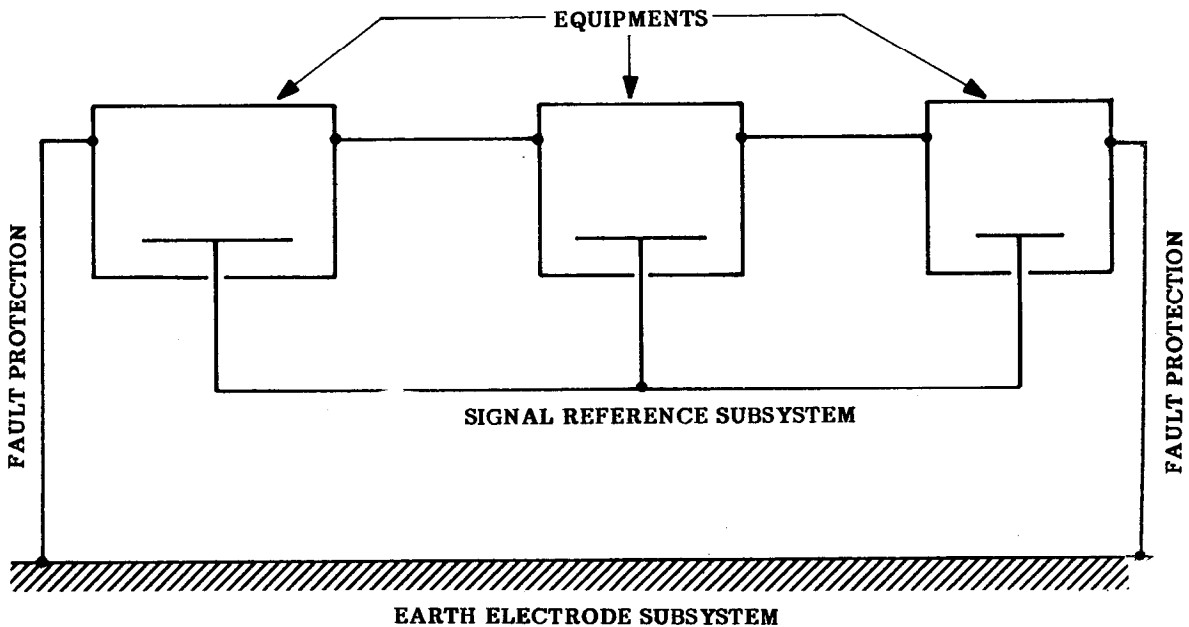 EQUIPMENTS
FAULT PROTECTION
FAULT PROTECTION
SIGNAL REFERENCE SUBSYSTEM
EARTH ELECTRODE SUBSYSTEM